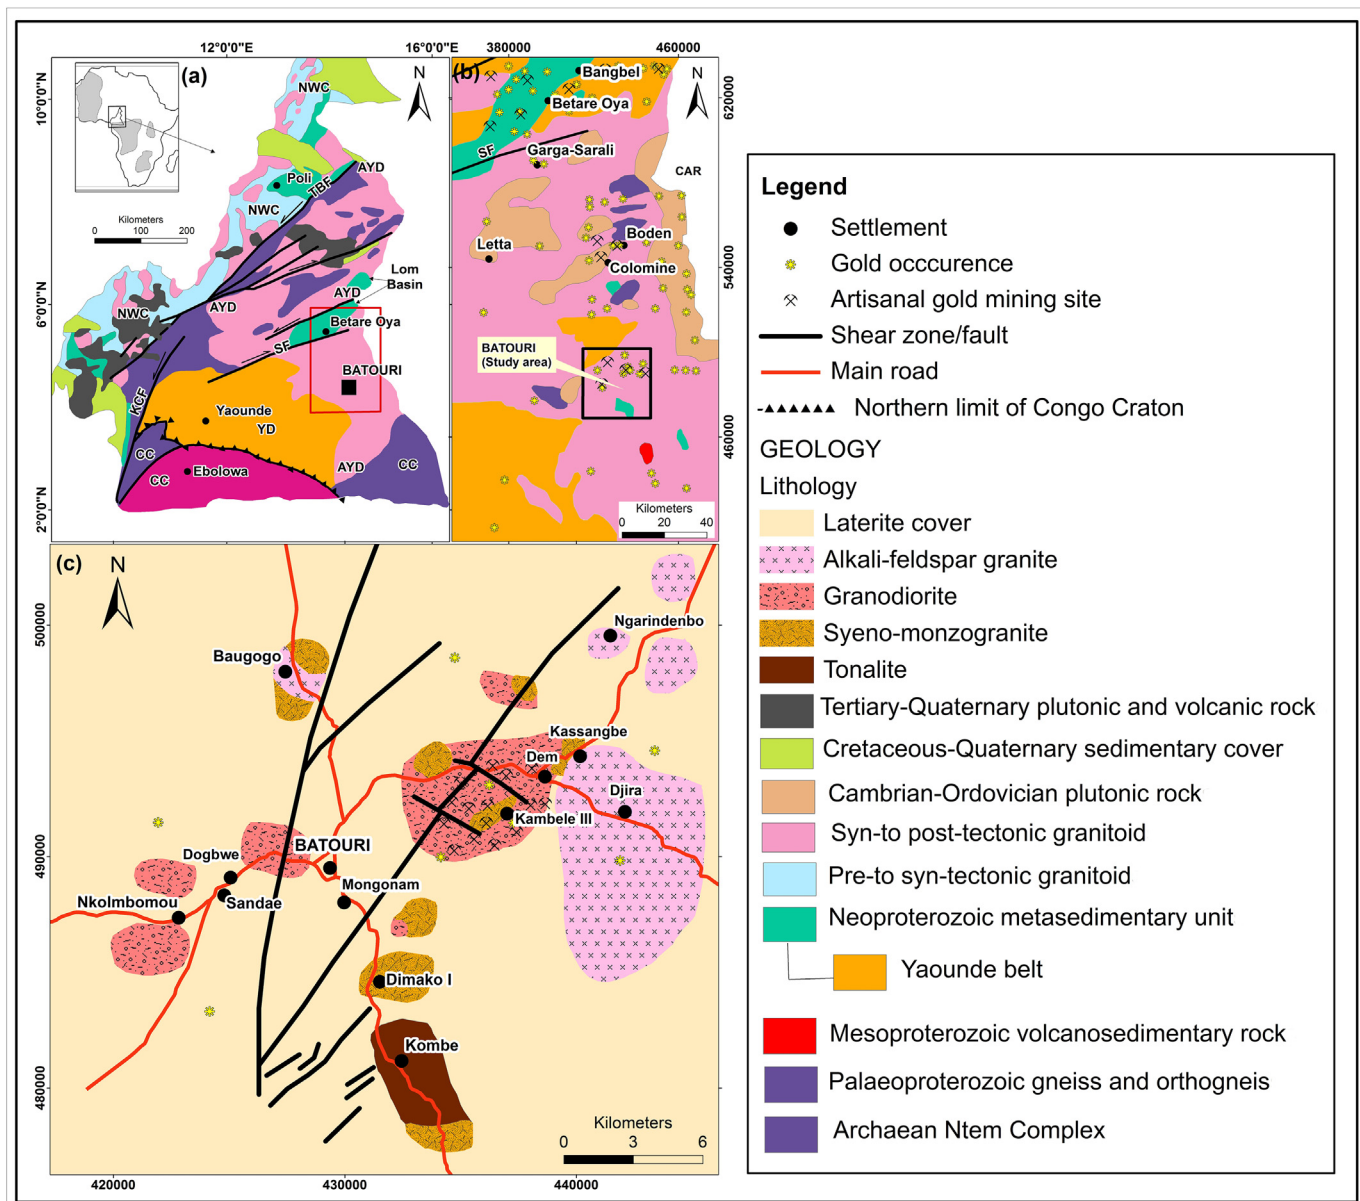 12°0'0"E
16°0'0"E
380000
460000
(a)
N
NWC
10°0'0"N
AYD
Poli
TBF
NWC
Kilometers
0 100 200
Lom
Basin
AYD
AYD
6°0'0"N
NWC
Betare Oya
SF
BATOURI
KCF
Yaounde
YD
CC
AYD
CC
CC
Ebolowa
2°0'0"N
(b)
Bangbel
N
620000
Betare Oya
SF
Garga-Sarali
CAR
Boden
Letta
Colomine
540000
BATOURI
(Study area)
460000
Kilometers
0 20 40
(c)
N
500000
Ngarindenbo
Baugogo
Kassangbe
Dem
Djira
Kambele III
490000
BATOURI
Dogbwe
Mongonam
Nkolmbomou
Sandae
Dimako I
Kombe
480000
Kilometers
0 3 6
420000
430000
440000
Legend
Settlement
Gold occcurence
Artisanal gold mining site
Shear zone/fault
Main road
Northern limit of Congo Craton
GEOLOGY
Lithology
Laterite cover
Alkali-feldspar granite
Granodiorite
Syeno-monzogranite
Tonalite
Tertiary-Quaternary plutonic and volcanic rock
Cretaceous-Quaternary sedimentary cover
Cambrian-Ordovician plutonic rock
Syn-to post-tectonic granitoid
Pre-to syn-tectonic granitoid
Neoproterozoic metasedimentary unit
Yaounde belt
Mesoproterozoic volcanosedimentary rock
Palaeoproterozoic gneiss and orthogneis
Archaean Ntem Complex